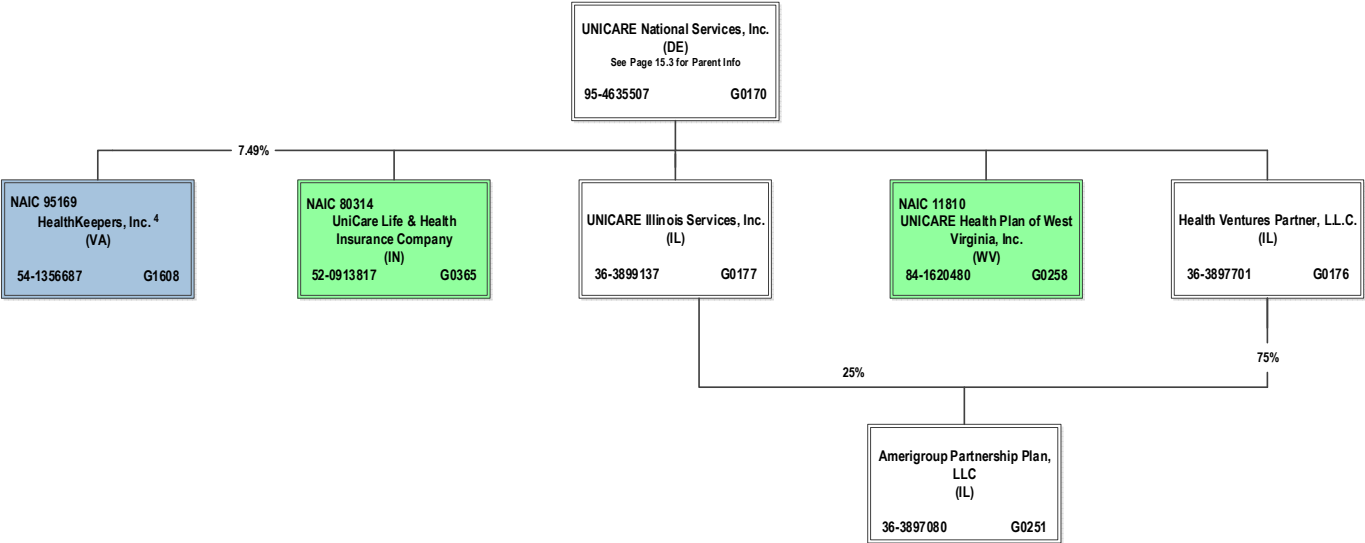 UNICARE National Services, Inc.
(DE)
See Page 15.3 for Parent Info
95-4635507 G0170
7.49%
NAIC 95169
HealthKeepers, Inc. 4
(VA)
54-1356687 G1608
NAIC 80314
UniCare Life & Health
Insurance Company
(IN)
52-0913817 G0365
UNICARE Illinois Services, Inc.
(IL)
36-3899137 G0177
NAIC 11810
UNICARE Health Plan of West
Virginia, Inc.
(WV)
84-1620480 G0258
Health Ventures Partner, L.L.C.
(IL)
36-3897701 G0176
25%
75%
Amerigroup Partnership Plan,
LLC
(IL)
36-3897080 G0251